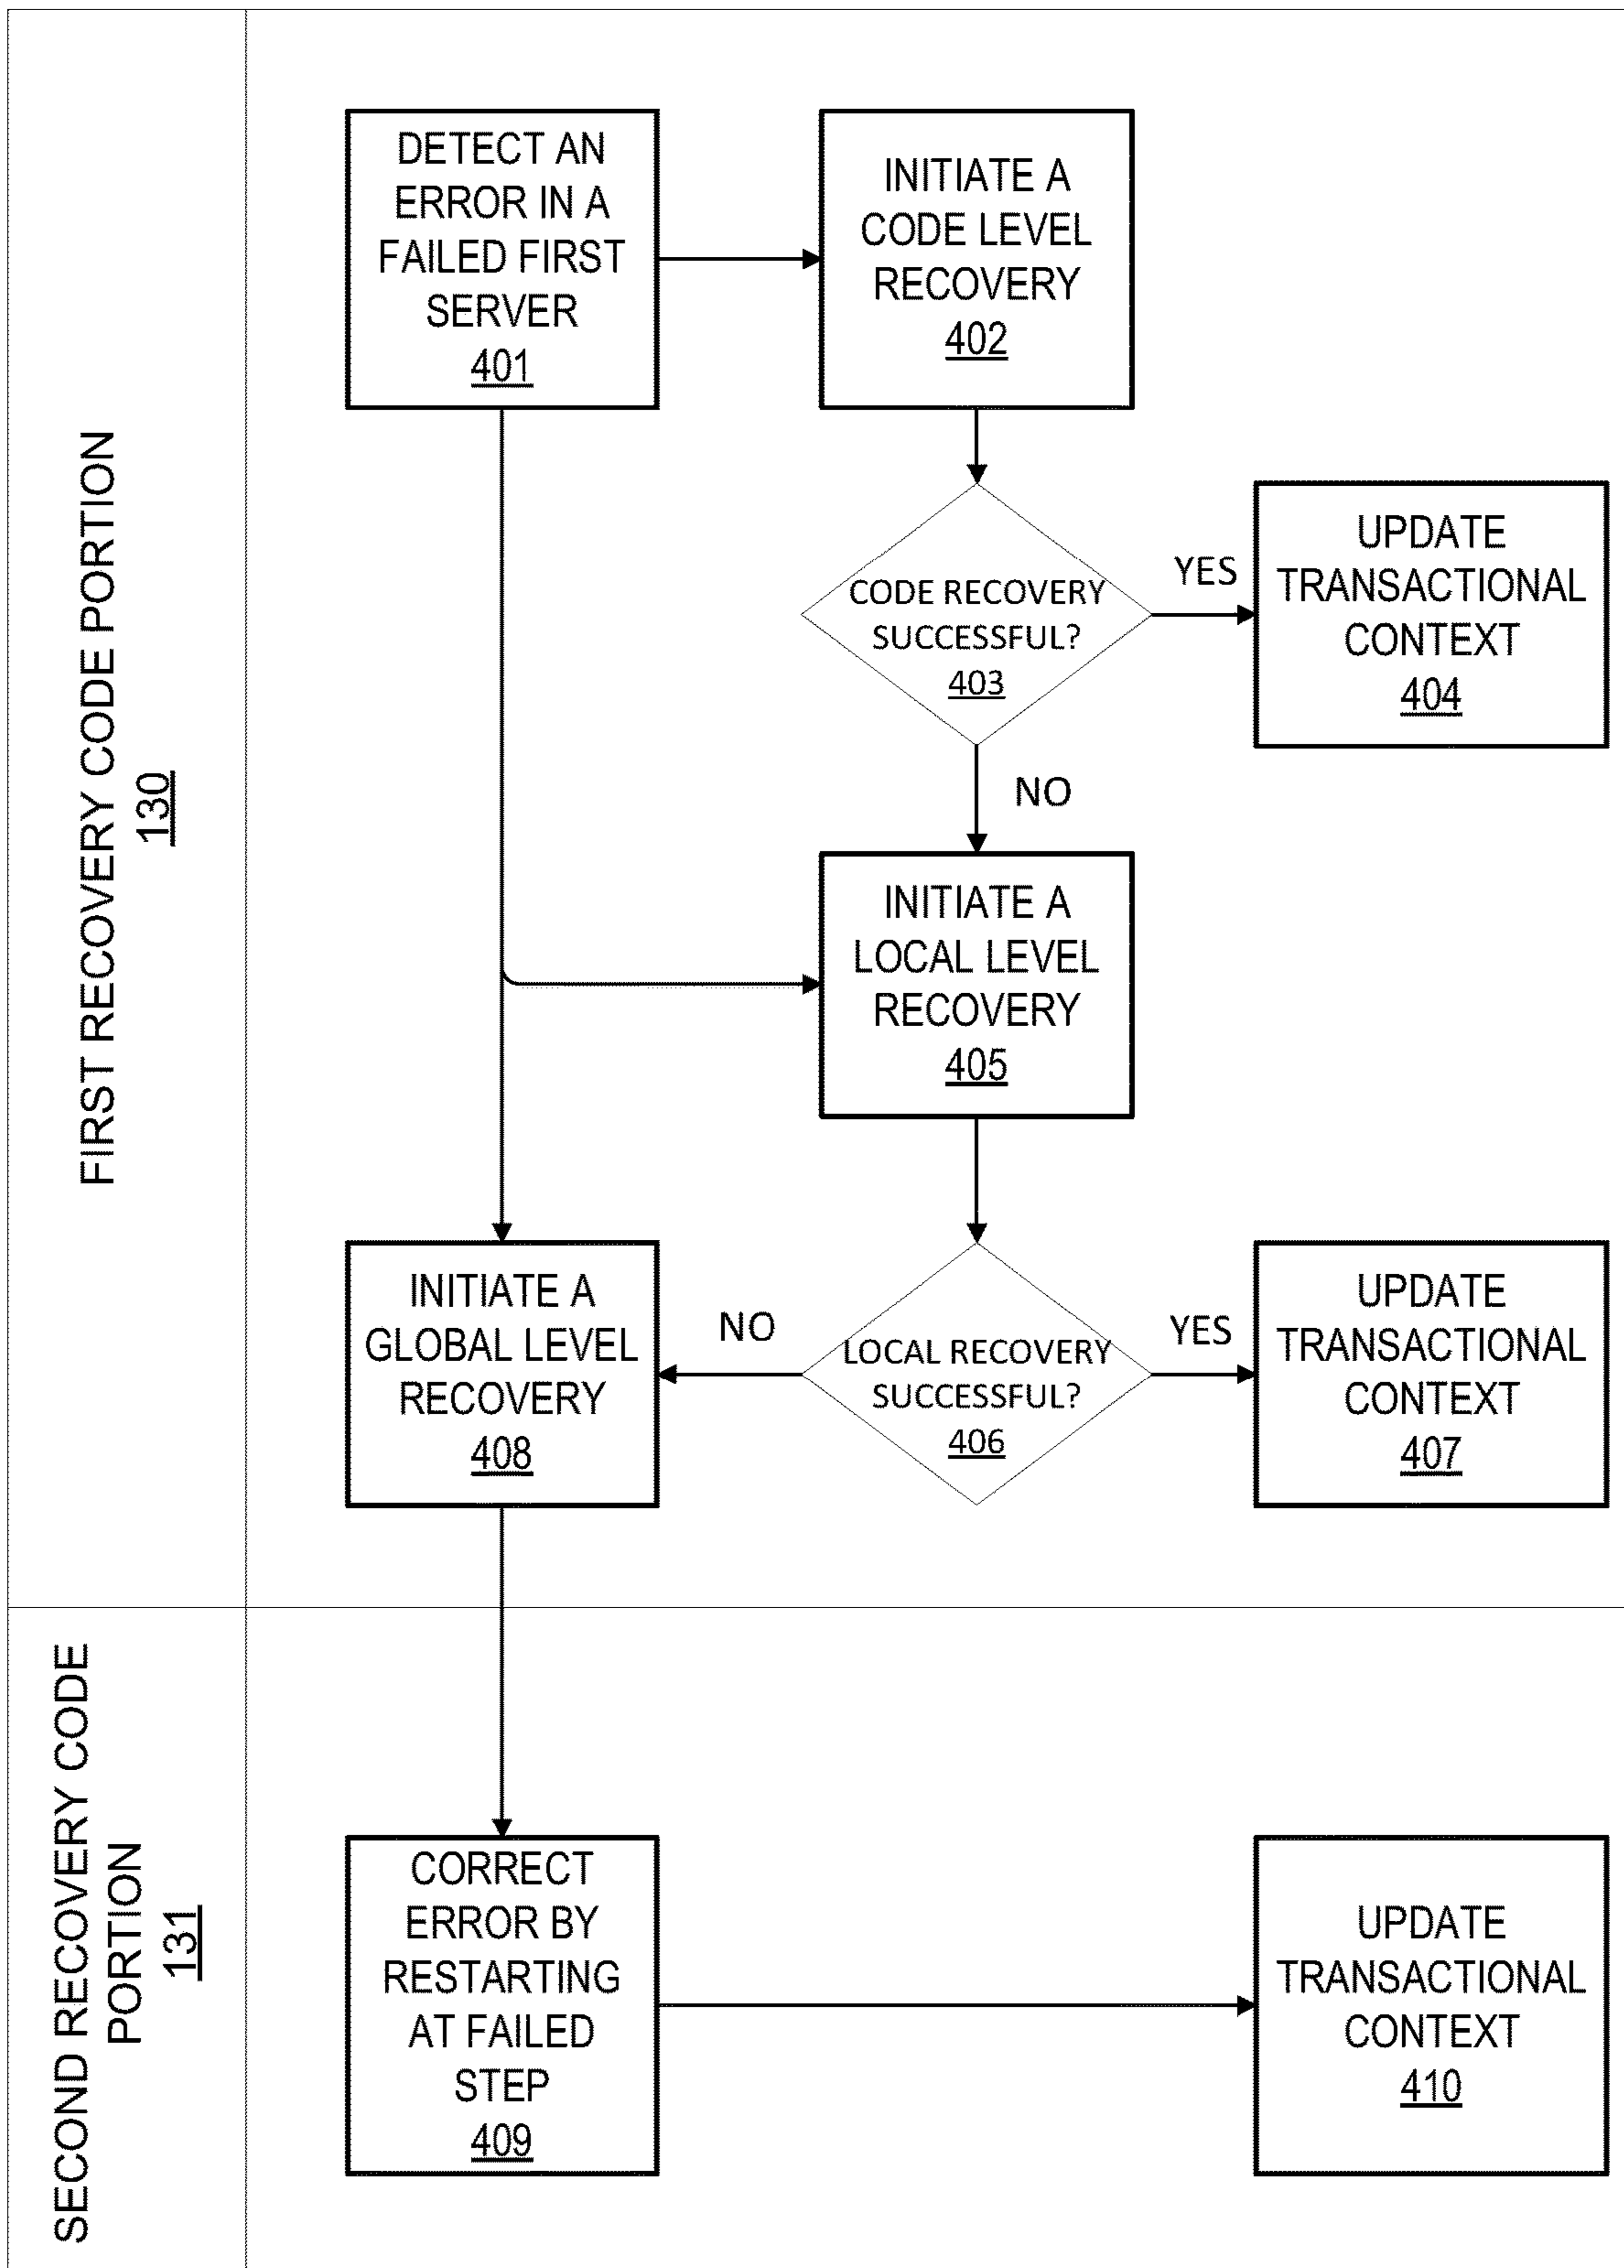 FIRST RECOVERY CODE PORTION
130
DETECT AN
ERROR IN A
FAILED FIRST
SERVER
401
INITIATE A
CODE LEVEL
RECOVERY
402
CODE RECOVERY
SUCCESSFUL?
403
YES
UPDATE
TRANSACTIONAL
CONTEXT
404
NO
INITIATE A
LOCAL LEVEL
RECOVERY
405
INITIATE A
GLOBAL LEVEL
RECOVERY
408
NO
LOCAL RECOVERY
SUCCESSFUL?
406
YES
UPDATE
TRANSACTIONAL
CONTEXT
407
SECOND RECOVERY CODE
PORTION
131
CORRECT
ERROR BY
RESTARTING
AT FAILED
STEP
409
UPDATE
TRANSACTIONAL
CONTEXT
410